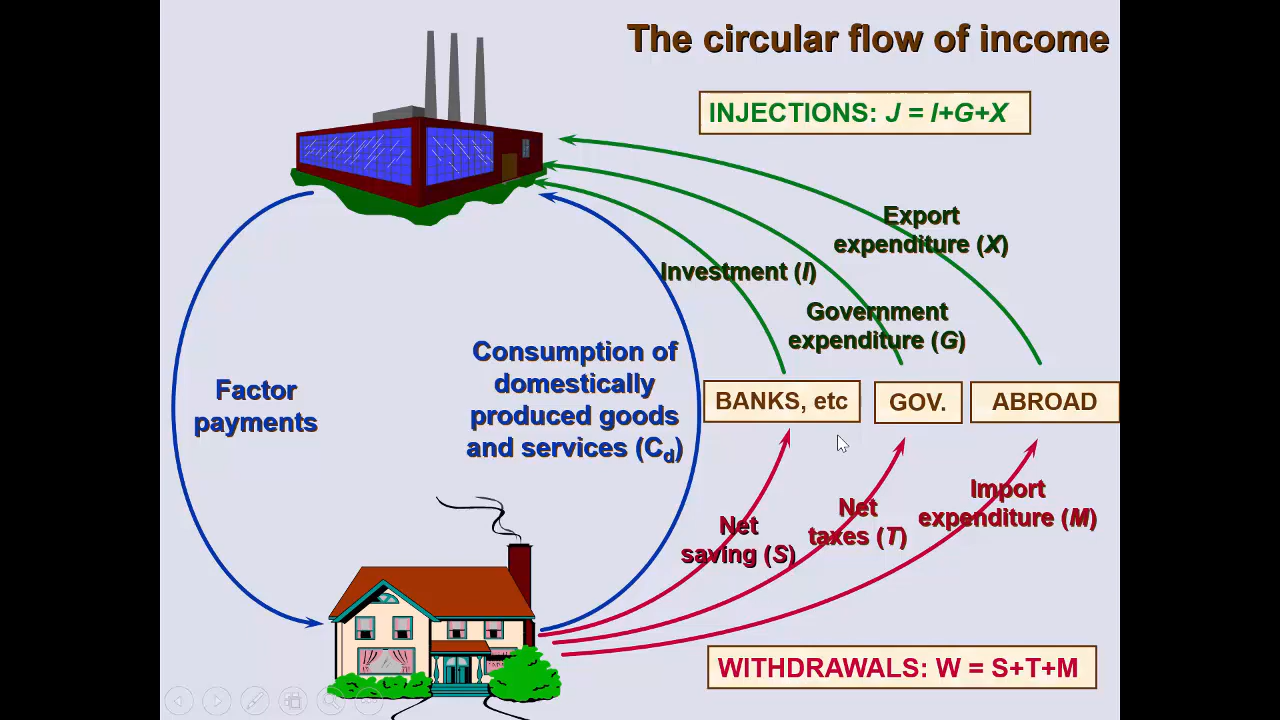 The circular flow of income
INJECTIONS: J = I+G+X
Export
expenditure (X)
Investment (I)
Government
expenditure (G)
Consumption of
domestically
produced goods
and services (Cd)
Factor
payments
BANKS, etc
GOV.
ABROAD
Net
saving (S)
Net
taxes (T)
Import
expenditure (M)
WITHDRAWALS: W = S+T+M